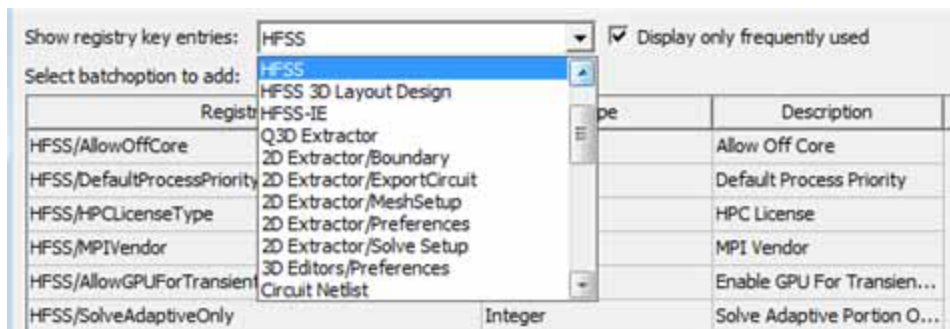 Show registry key entries: HFSS Display only frequently used
HFSS
Select batchoption to add:
HFSS 3D Layout Design
Registr HFSS-IE pe Description
Q3D Extractor
HFSS/AllowOffCore 2D Extractor/Boundary Allow Off Core
HFSS/DefaultProcessPriority 2D Extractor/ExportCircuit Default Process Priority
2D Extractor/MeshSetup
HFSS/HPCLicenseType 2D Extractor/Preferences HPC License
HFSS/MPIVendor 2D Extractor/Solve Setup MPI Vendor
3D Editors/Preferences
HFSS/AllowGPUForTransient Circuit Netlist Enable GPU For Transien...
HFSS/SolveAdaptiveOnly Integer Solve Adaptive Portion O...